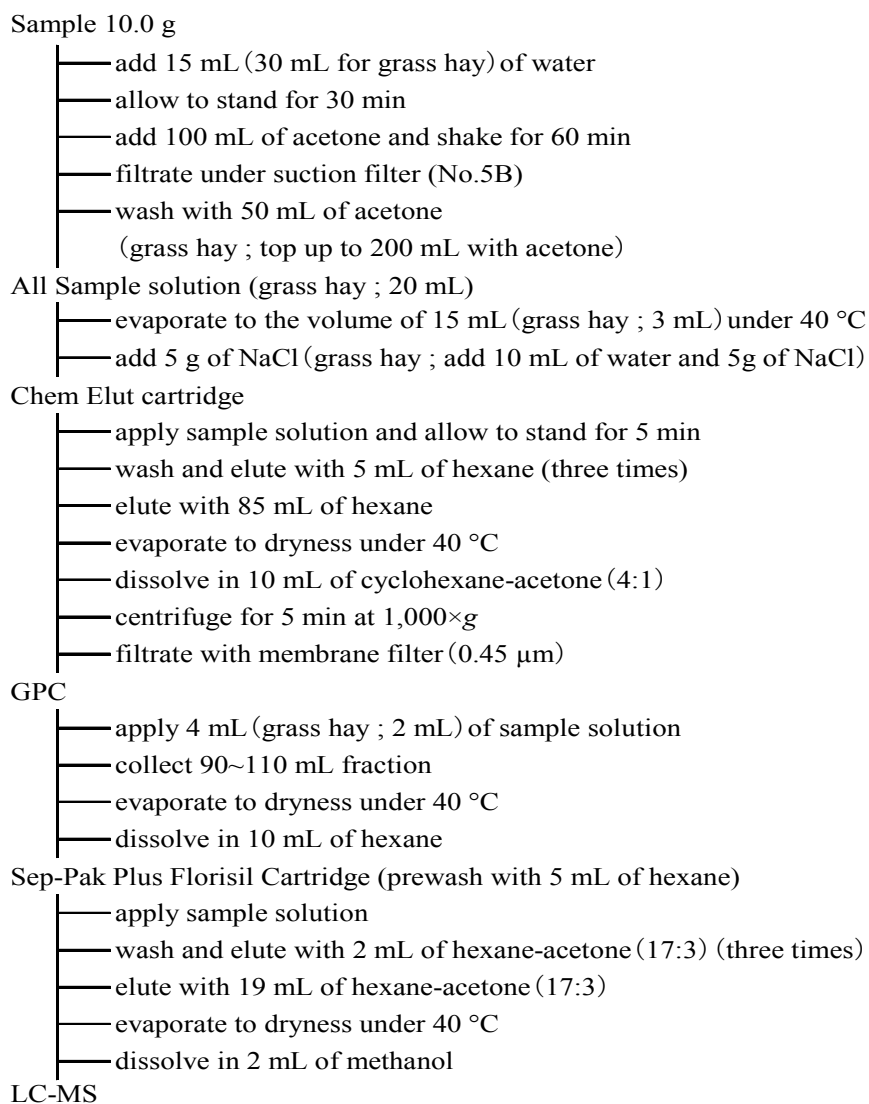 Sample 10.0 g
add 15 mL（30 mL for grass hay）of water
allow to stand for 30 min
add 100 mL of acetone and shake for 60 min
filtrate under suction filter (No.5B)
wash with 50 mL of acetone
（grass hay ; top up to 200 mL with acetone）
All Sample solution (grass hay ; 20 mL)
evaporate to the volume of 15 mL（grass hay ; 3 mL）under 40 °C
add 5 g of NaCl（grass hay ; add 10 mL of water and 5g of NaCl）
Chem Elut cartridge
apply sample solution and allow to stand for 5 min
wash and elute with 5 mL of hexane (three times)
elute with 85 mL of hexane
evaporate to dryness under 40 °C
dissolve in 10 mL of cyclohexane-acetone（4:1）
centrifuge for 5 min at 1,000×g
filtrate with membrane filter（0.45 µm）
GPC
apply 4 mL（grass hay ; 2 mL）of sample solution
collect 90~110 mL fraction
evaporate to dryness under 40 °C
dissolve in 10 mL of hexane
Sep-Pak Plus Florisil Cartridge (prewash with 5 mL of hexane)
apply sample solution
wash and elute with 2 mL of hexane-acetone（17:3）(three times）
elute with 19 mL of hexane-acetone（17:3）
evaporate to dryness under 40 °C
dissolve in 2 mL of methanol
LC-MS